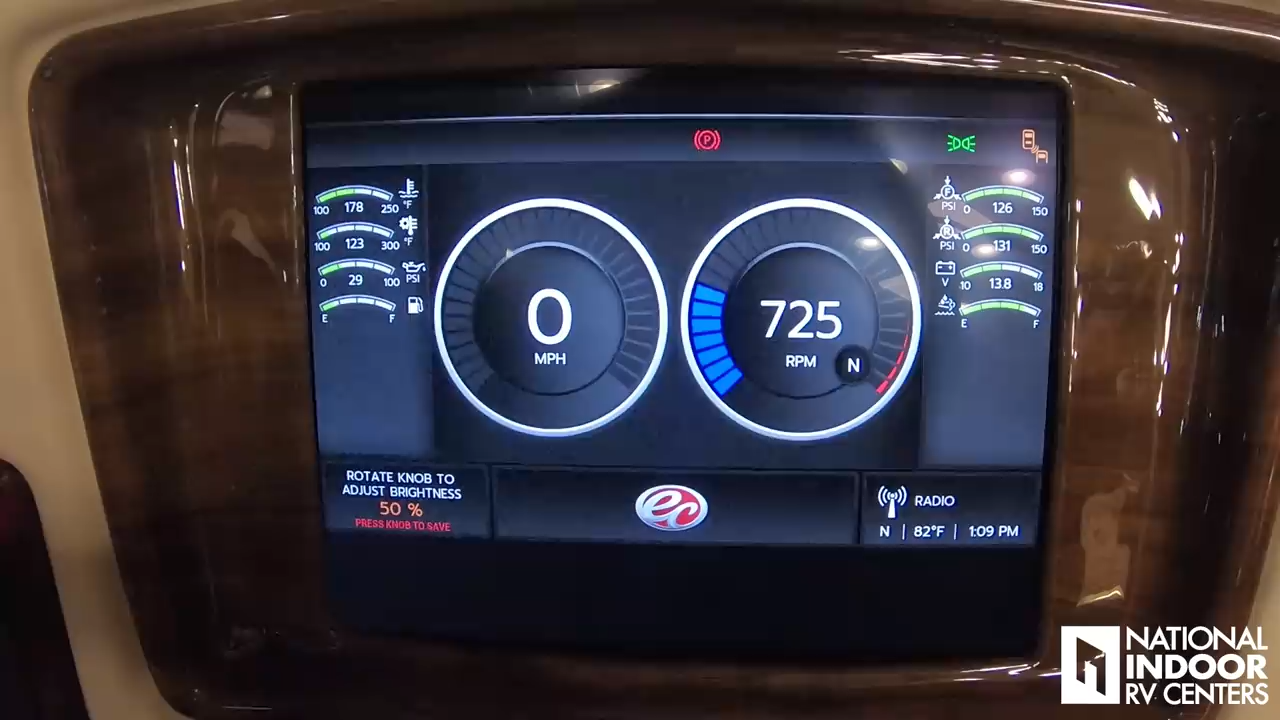 P
178
100 250 °F
123
100 300 °F
29
0 100 PSI
E F
0
MPH
725
RPM
N
F
PSI 0 126 150
R
PSI 0 131 150
V 10 13.8 18
E F
ROTATE KNOB TO
ADJUST BRIGHTNESS
50 %
PRESS KNOB TO SAVE
ec
RADIO
N | 82°F | 1:09 PM
NATIONAL
INDOOR
RV CENTERS